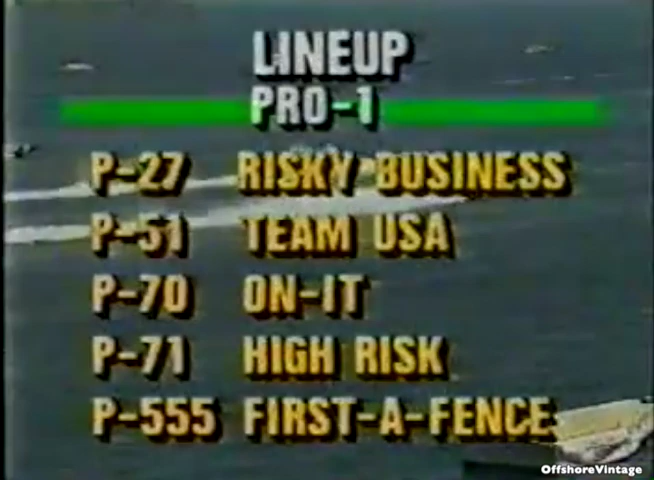 LINEUP
PRO-1
P-27 RISKY BUSINESS
P-51 TEAM USA
P-70 ON-IT
P-71 HIGH RISK
P-555 FIRST-A-FENCE
OffshoreVintage